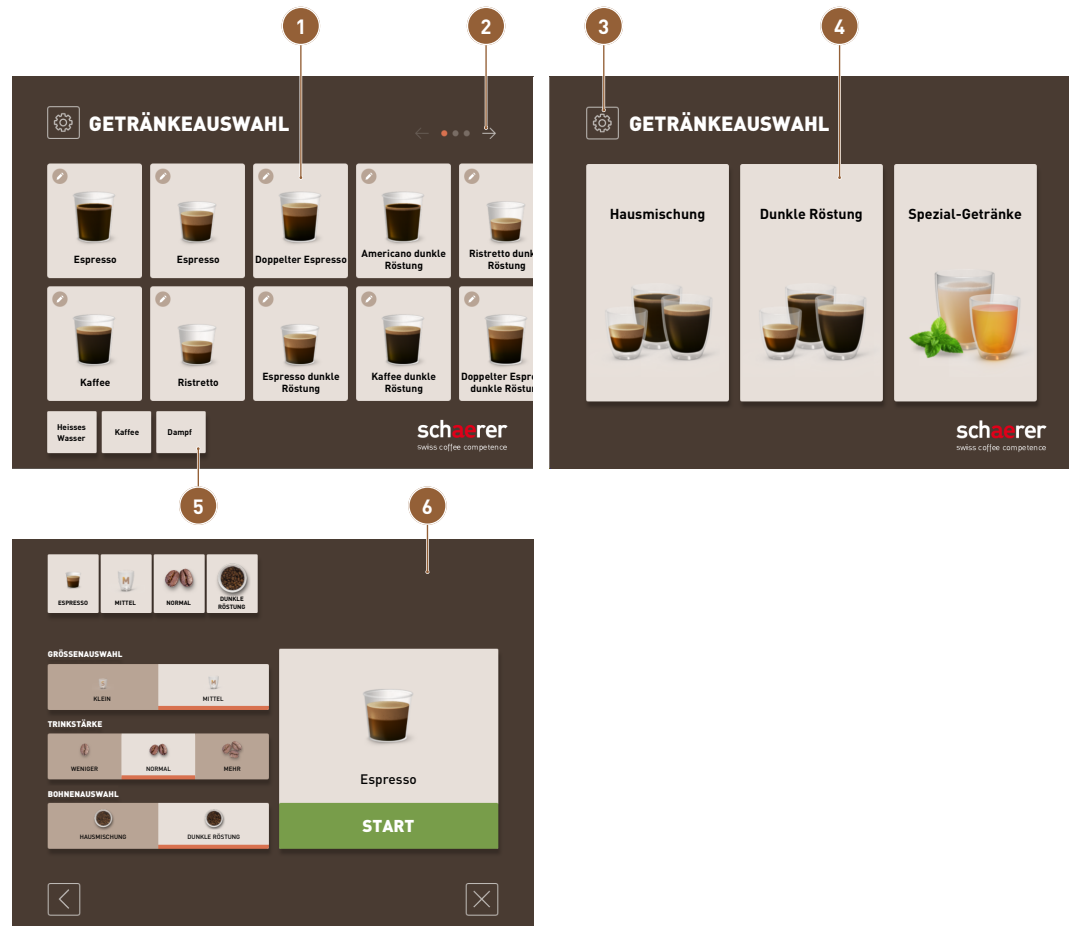 1
2
3
4
GETRÄNKEAUSWAHL
Espresso
Espresso
Doppelter Espresso
Americano dunkle
Röstung
Ristretto dunk
Röstung
Kaffee
Ristretto
Espresso dunkle
Röstung
Kaffee dunkle
Röstung
Doppelter Espre
dunkle Röstu
Heisses
Wasser
Kaffee
Dampf
schaerer
swiss coffee competence
GETRÄNKEAUSWAHL
Hausmischung
Dunkle Röstung
Spezial-Getränke
schaerer
swiss coffee competence
5
6
ESPRESSO
M
MITTEL
NORMAL
DUNKLE
RÖSTUNG
GRÖSSENAUSWAHL
KLEIN
M
MITTEL
TRINKSTÄRKE
WENIGER
NORMAL
MEHR
BOHNENAUSWAHL
HAUSMISCHUNG
DUNKLE RÖSTUNG
Espresso
START